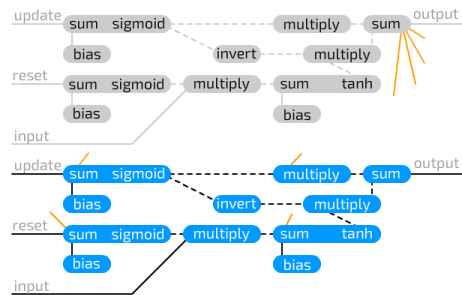 update output
sum sigmoid multiply sum
bias invert multiply
reset
sum sigmoid multiply sum tanh
bias bias
input
update output
sum sigmoid multiply sum
bias invert multiply
reset
sum sigmoid multiply sum tanh
bias bias
input